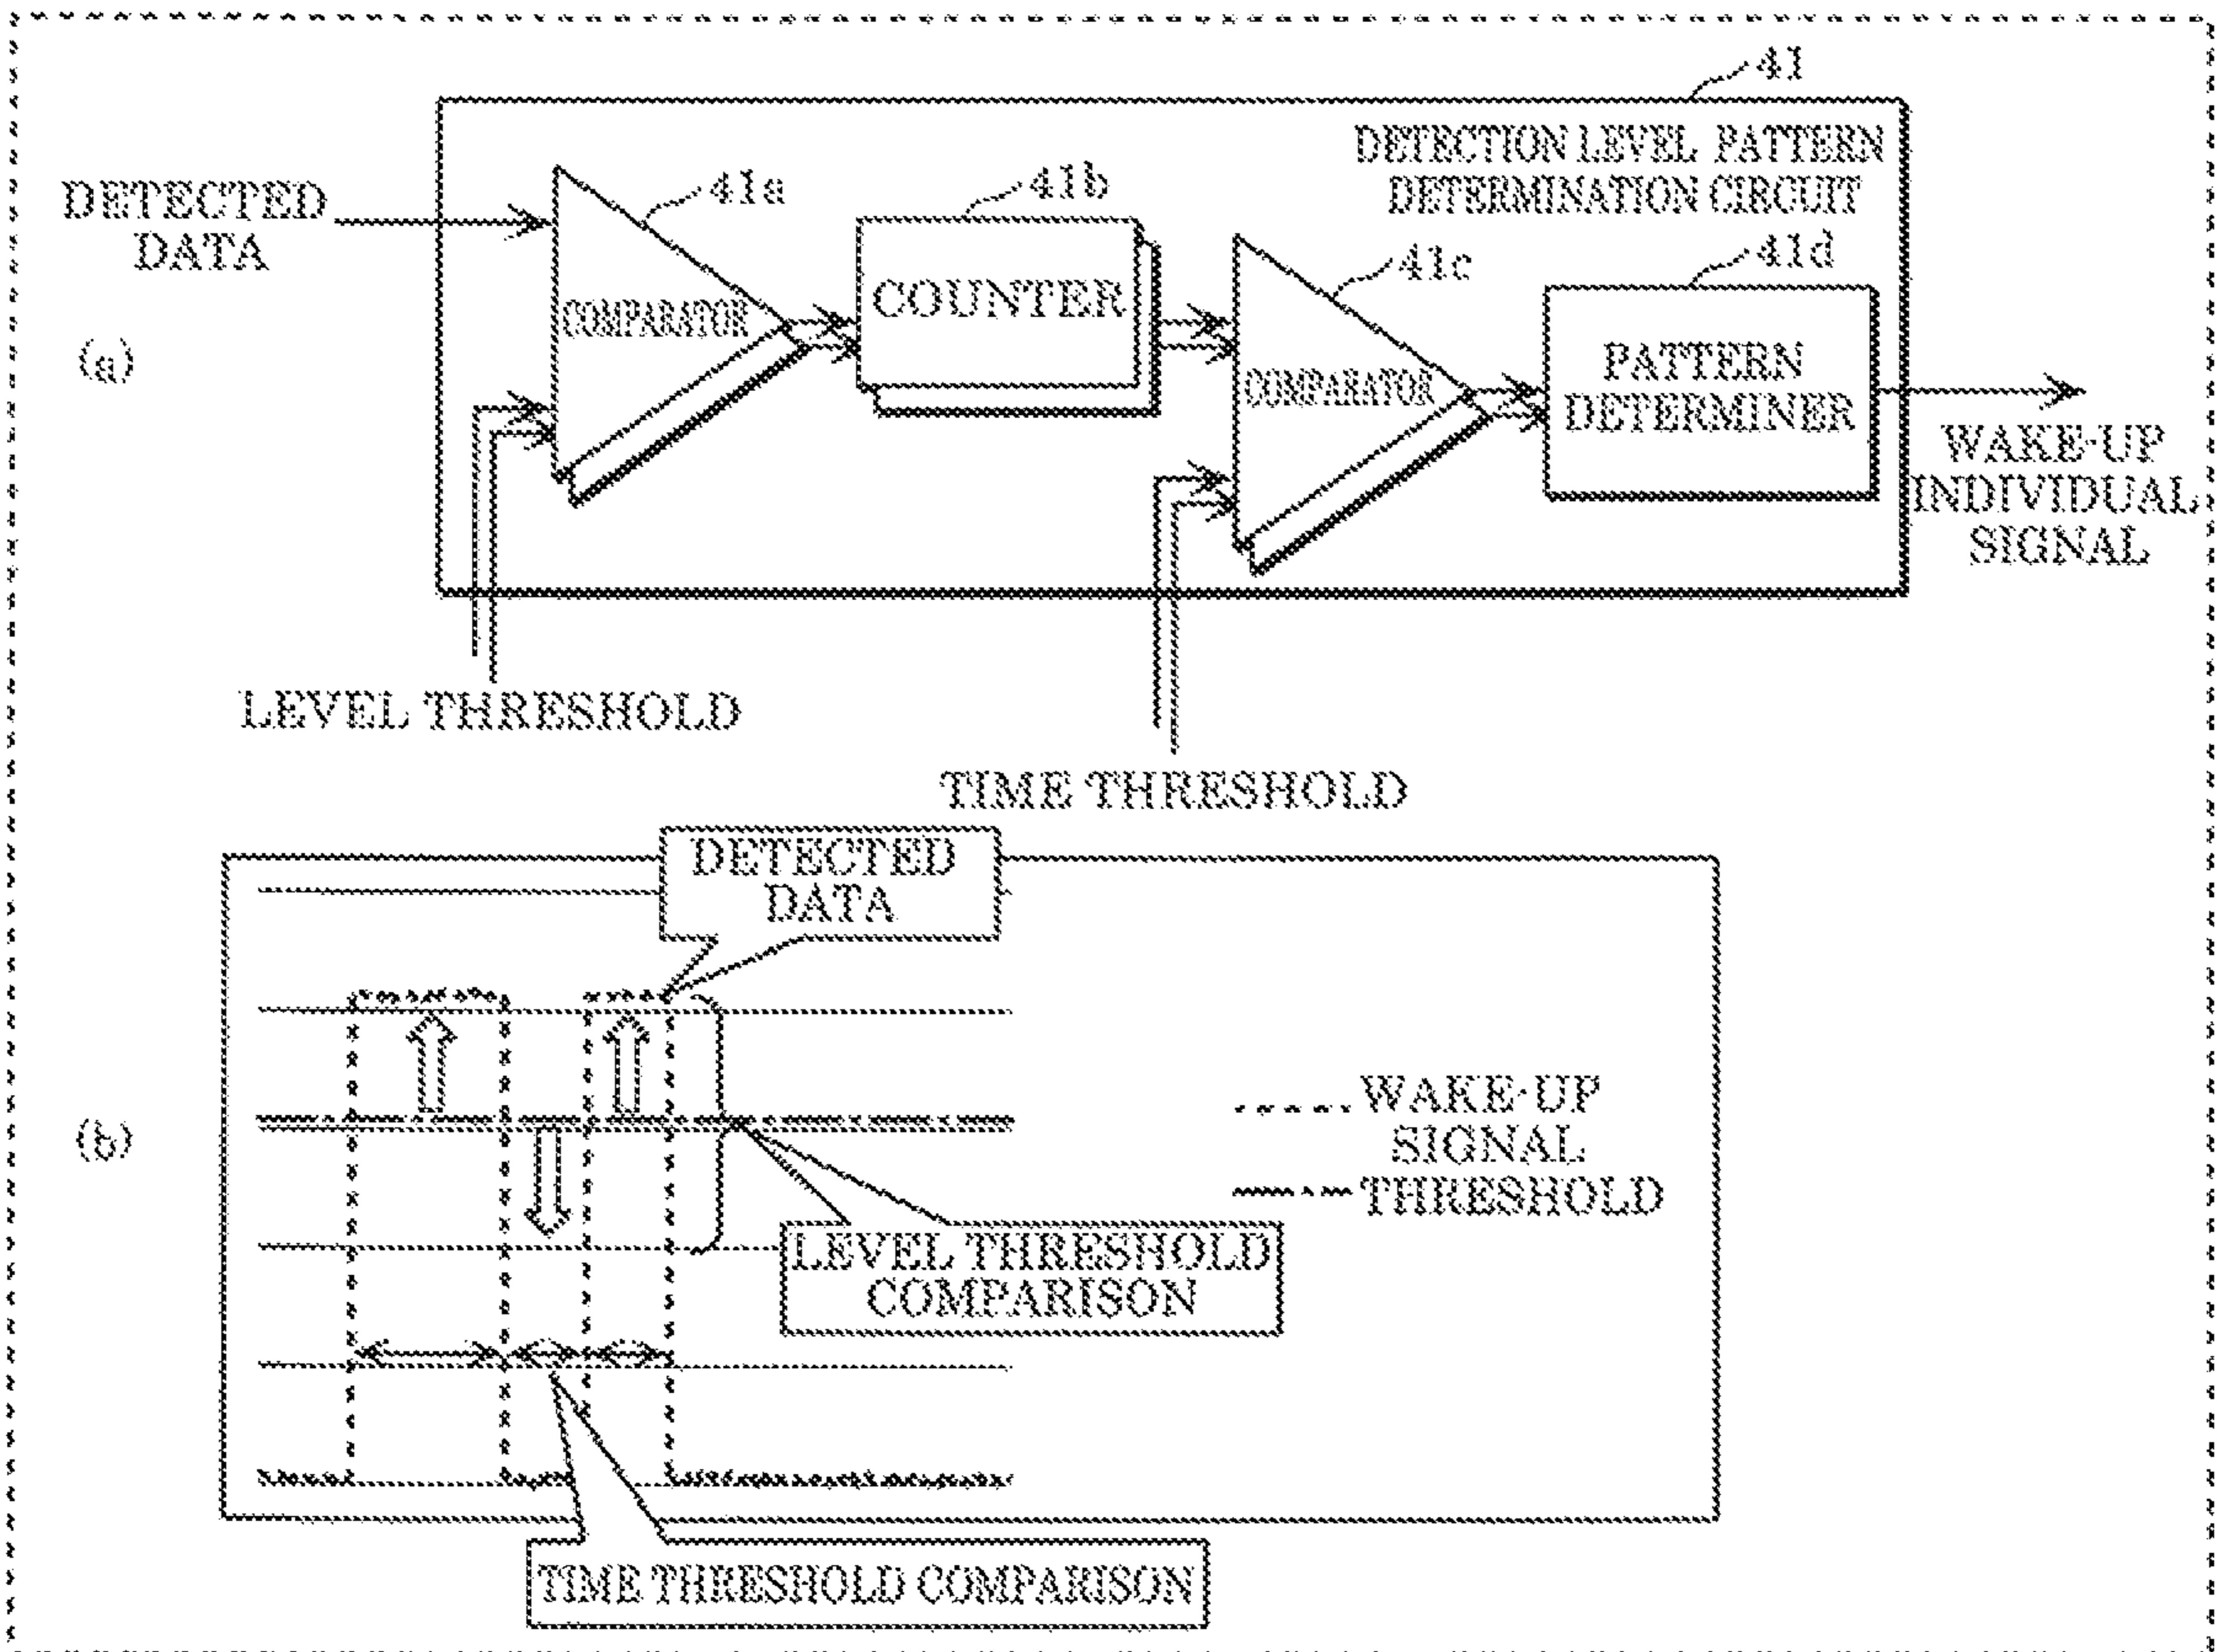 41
DETECTION LEVEL PATTERN
DETERMINATION CIRCUIT
DETECTED
DATA
41a
41b
41c
41d
COMPARATOR
COUNTER
COMPARATOR
PATTERN
DETERMINER
(a)
WAKE-UP
INDIVIDUAL
SIGNAL
LEVEL THRESHOLD
TIME THRESHOLD
DETECTED
DATA
(b)
WAKE-UP
SIGNAL
THRESHOLD
LEVEL THRESHOLD
COMPARISON
TIME THRESHOLD COMPARISON